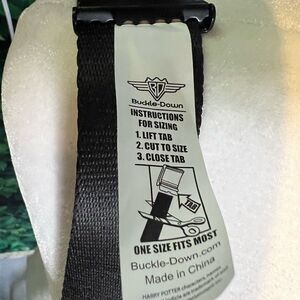 BD
Buckle-Down
INSTRUCTIONS
FOR SIZING
1. LIFT TAB
2. CUT TO SIZE
3. CLOSE TAB
TAB
ONE SIZE FITS MOST
Buckle-Down.com
Made in China
HARRY POTTER characters, names